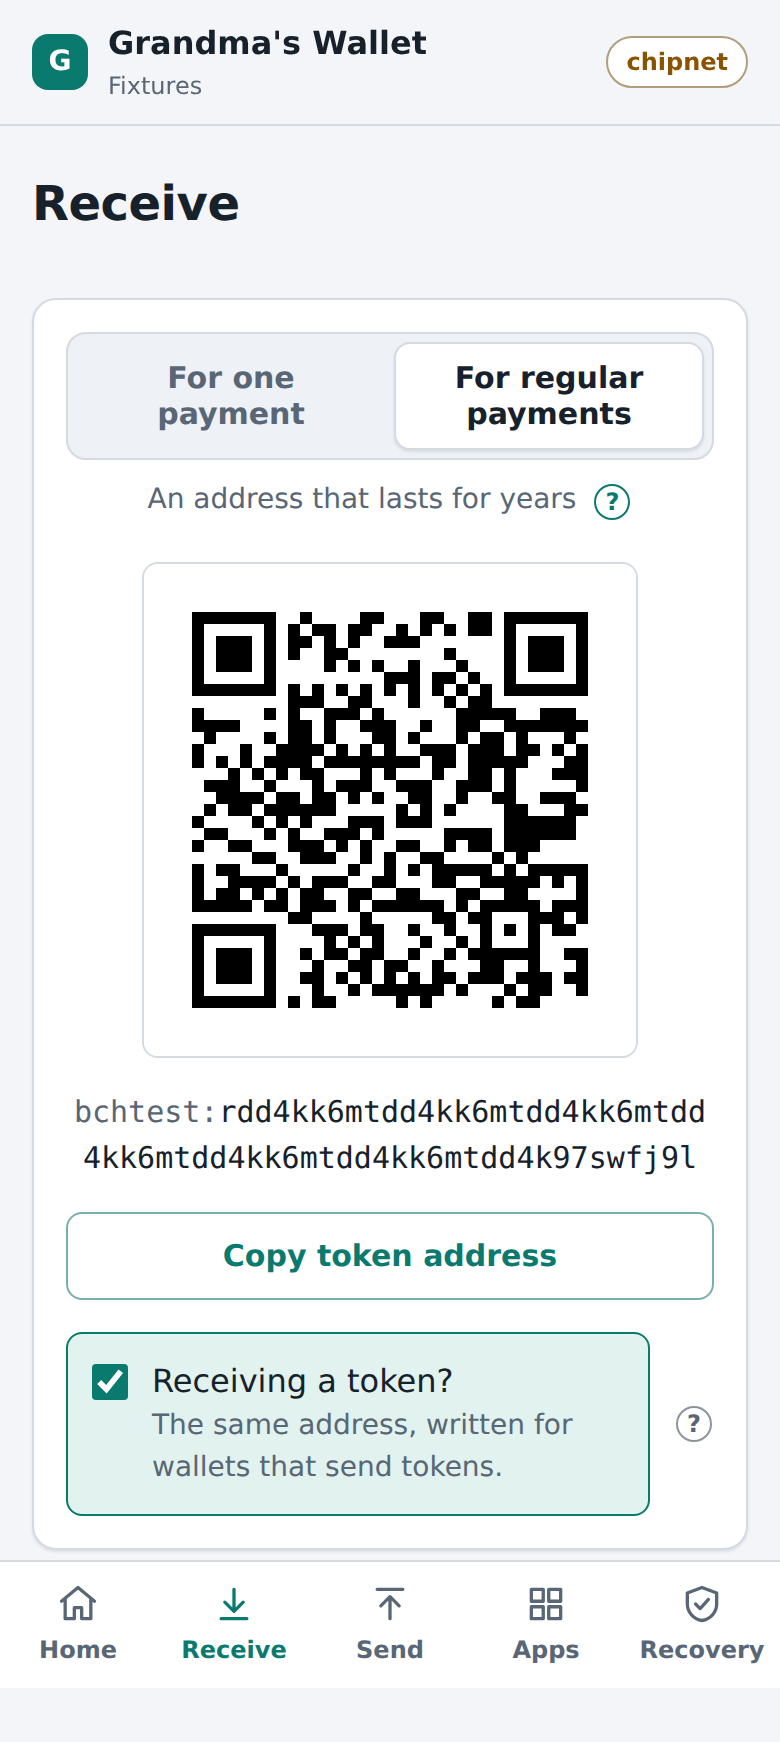 G
Grandma's Wallet
Fixtures
chipnet
Receive
For one
payment
For regular
payments
An address that lasts for years ?
bchtest:rdd4kk6mtdd4kk6mtdd4kk6mtdd
4kk6mtdd4kk6mtdd4kk6mtdd4k97swfj9l
Copy token address
Receiving a token?
The same address, written for
wallets that send tokens.
?
Home
Receive
Send
Apps
Recovery